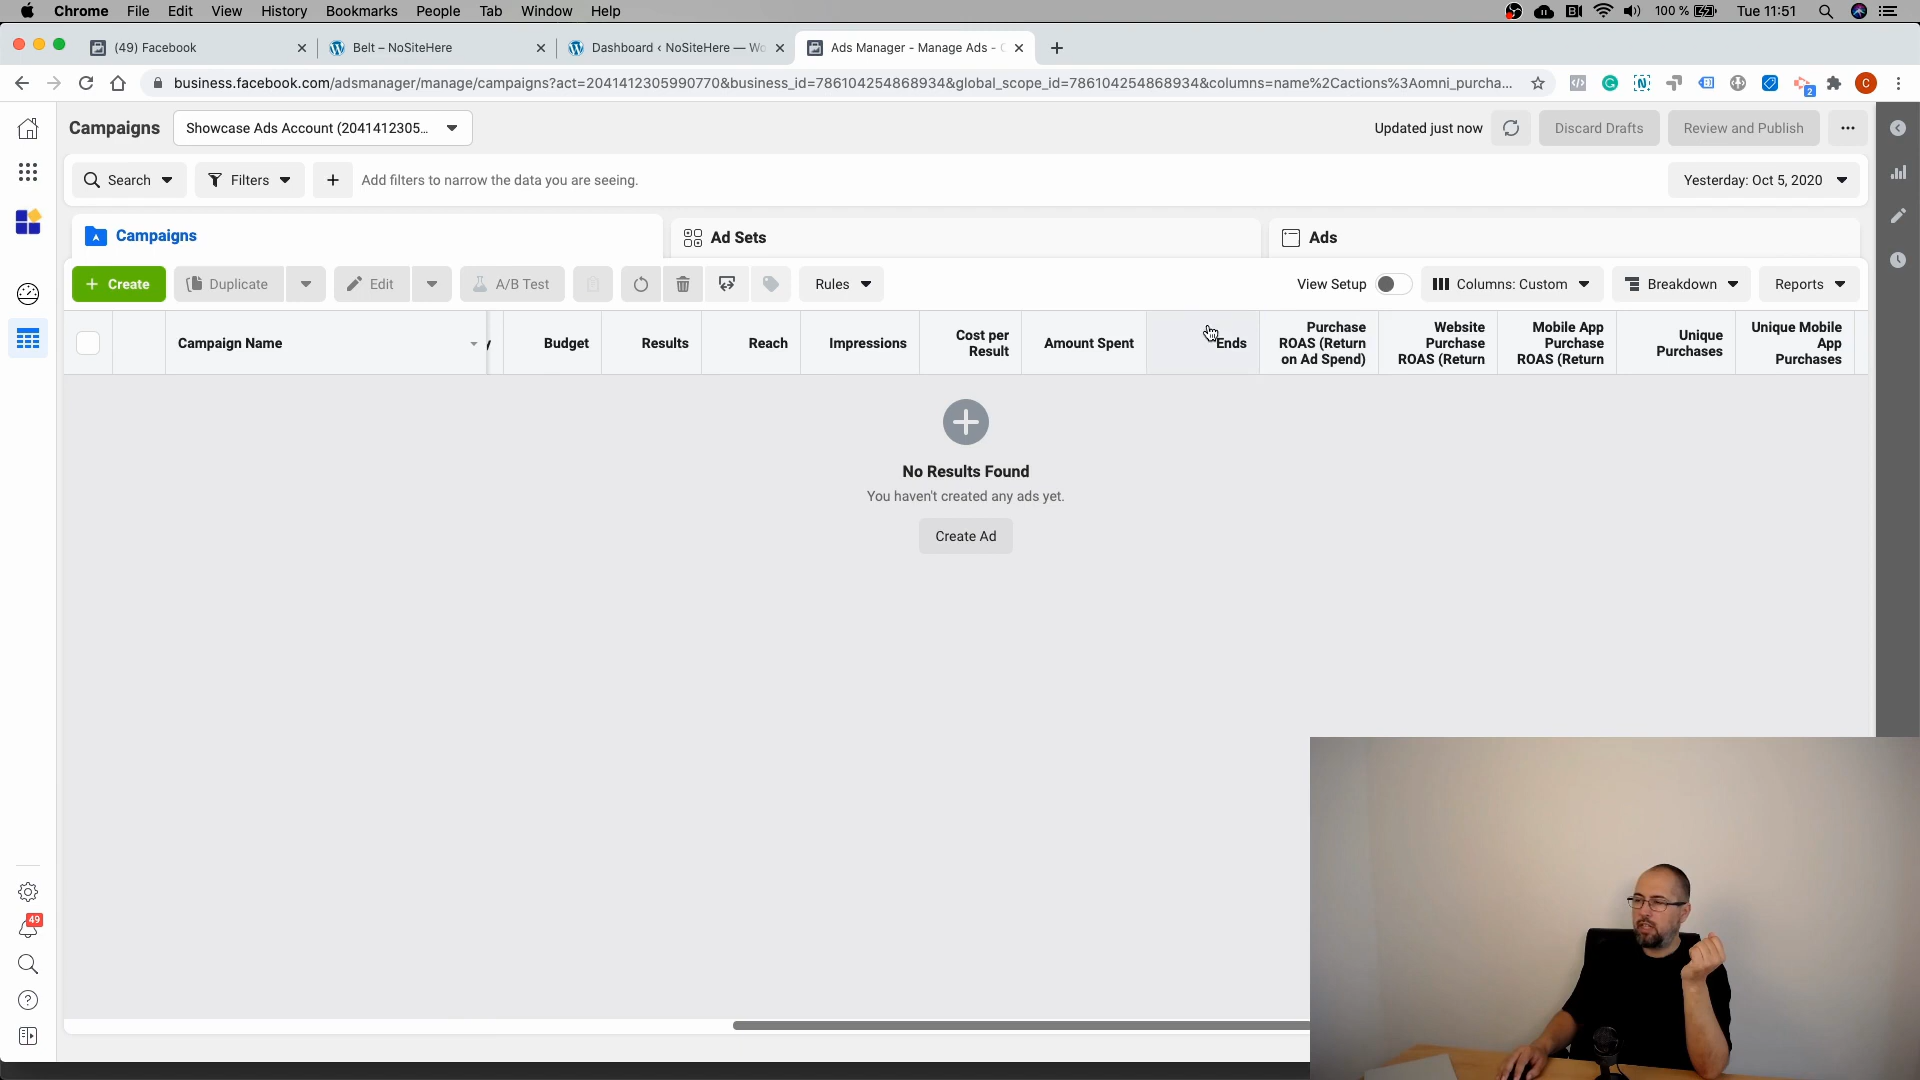 Chrome File Edit View History Bookmarks People Tab Window Help 100 % Tue 11:51
(49) Facebook
Belt – NoSiteHere
Dashboard ‹ NoSiteHere — Wo
Ads Manager - Manage Ads -
business.facebook.com/adsmanager/manage/campaigns?act=2041412305990770&business_id=786104254868934&global_scope_id=786104254868934&columns=name%2Cactions%3Aomni_purcha...
C
2
Campaigns
Showcase Ads Account (2041412305...
Updated just now
Discard Drafts
Review and Publish
Search
Filters
Add filters to narrow the data you are seeing.
Yesterday: Oct 5, 2020
Campaigns
Ad Sets
Ads
+ Create
Duplicate
Edit
A/B Test
Rules
View Setup
Columns: Custom
Breakdown
Reports
Campaign Name
y
Budget
Results
Reach
Impressions
Cost per
Result
Amount Spent
Ends
Purchase
ROAS (Return
on Ad Spend)
Website
Purchase
ROAS (Return
Mobile App
Purchase
ROAS (Return
Unique
Purchases
Unique Mobile
App
Purchases
No Results Found
You haven't created any ads yet.
Create Ad
49